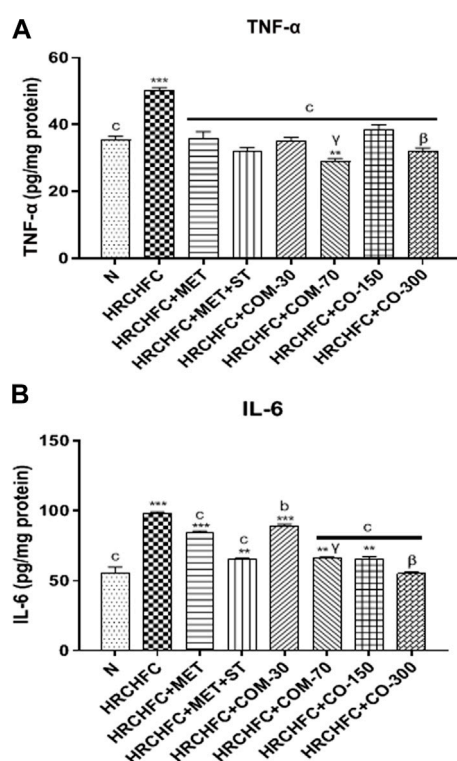 A
TNF-α
TNF-α (pg/mg protein)
60
40
20
0
c
***
c
γ
**
β
N
HRCHFC
HRCHFC+MET
HRCHFC+MET+ST
HRCHFC+COM-30
HRCHFC+COM-70
HRCHFC+CO-150
HRCHFC+CO-300
B
IL-6
IL-6 (pg/mg protein)
150
100
50
0
c
***
c
***
c
**
b
***
c
** γ
**
β
N
HRCHFC
HRCHFC+MET
HRCHFC+MET+ST
HRCHFC+COM-30
HRCHFC+COM-70
HRCHFC+CO-150
HRCHFC+CO-300